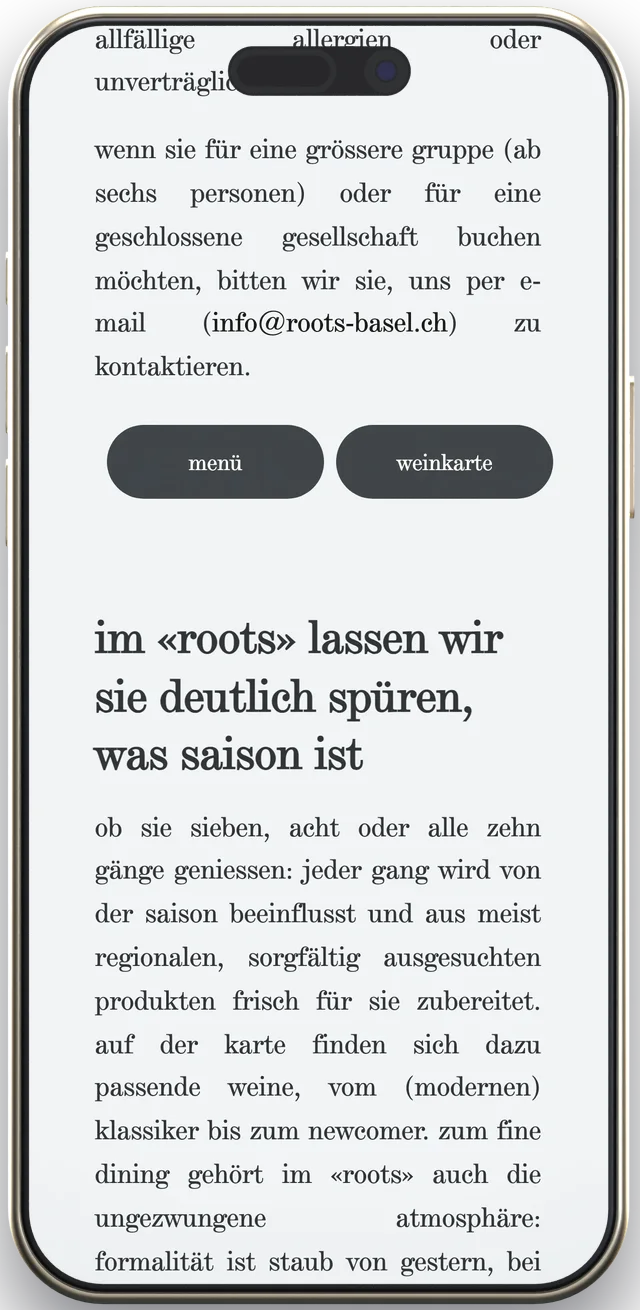 allfällige allergien oder
wenn sie für eine grössere gruppe (ab
sechs personen) oder für eine
geschlossene gesellschaft buchen
möchten, bitten wir sie, uns per e-
mail (info@roots-basel.ch) zu
kontaktieren.
menü weinkarte
im «roots» lassen wir
sie deutlich spüren,
was saison ist
ob sie sieben, acht oder alle zehn
gänge geniessen: jeder gang wird von
der saison beeinflusst und aus meist
regionalen, sorgfältig ausgesuchten
produkten frisch für sie zubereitet.
auf der karte finden sich dazu
passende weine, vom (modernen)
klassiker bis zum newcomer. zum fine
dining gehört im «roots» auch die
ungezwungene atmosphäre:
formalität ist staub von gestern, bei